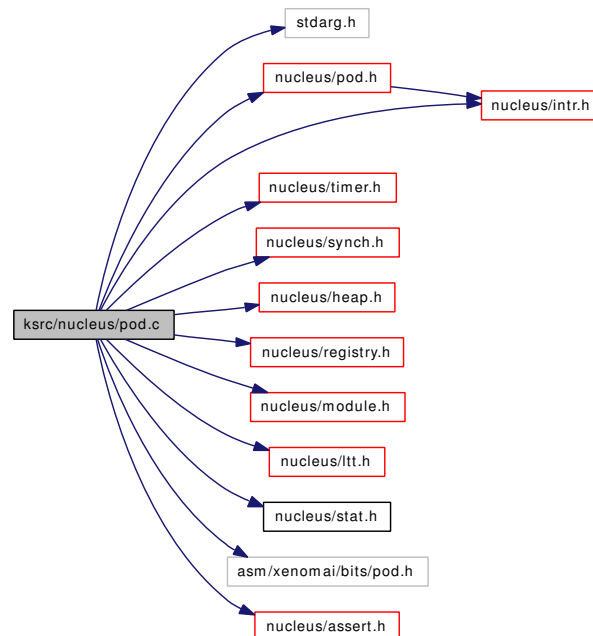 stdarg.h
nucleus/pod.h
nucleus/intr.h
nucleus/timer.h
nucleus/synch.h
nucleus/heap.h
ksrc/nucleus/pod.c
nucleus/registry.h
nucleus/module.h
nucleus/ltt.h
nucleus/stat.h
asm/xenomai/bits/pod.h
nucleus/assert.h